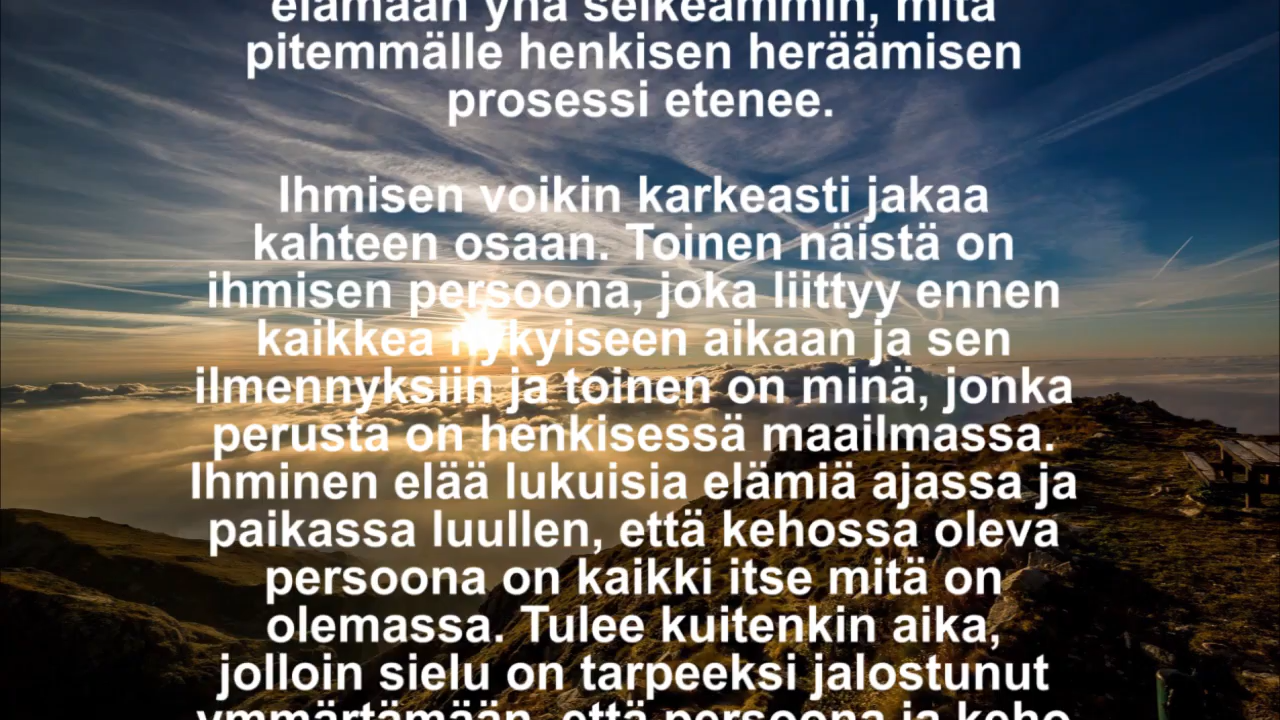 elämään yhä selkeämmin, mitä
pitemmälle henkisen heräämisen
prosessi etenee.
Ihmisen voikin karkeasti jakaa
kahteen osaan. Toinen näistä on
ihmisen persoona, joka liittyy ennen
kaikkea nykyiseen aikaan ja sen
ilmennyksiin ja toinen on minä, jonka
perusta on henkisessä maailmassa.
Ihminen elää lukuisia elämiä ajassa ja
paikassa luullen, että kehossa oleva
persoona on kaikki itse mitä on
olemassa. Tulee kuitenkin aika,
jolloin sielu on tarpeeksi jalostunut
ymmärtämään, että persoona ja keho